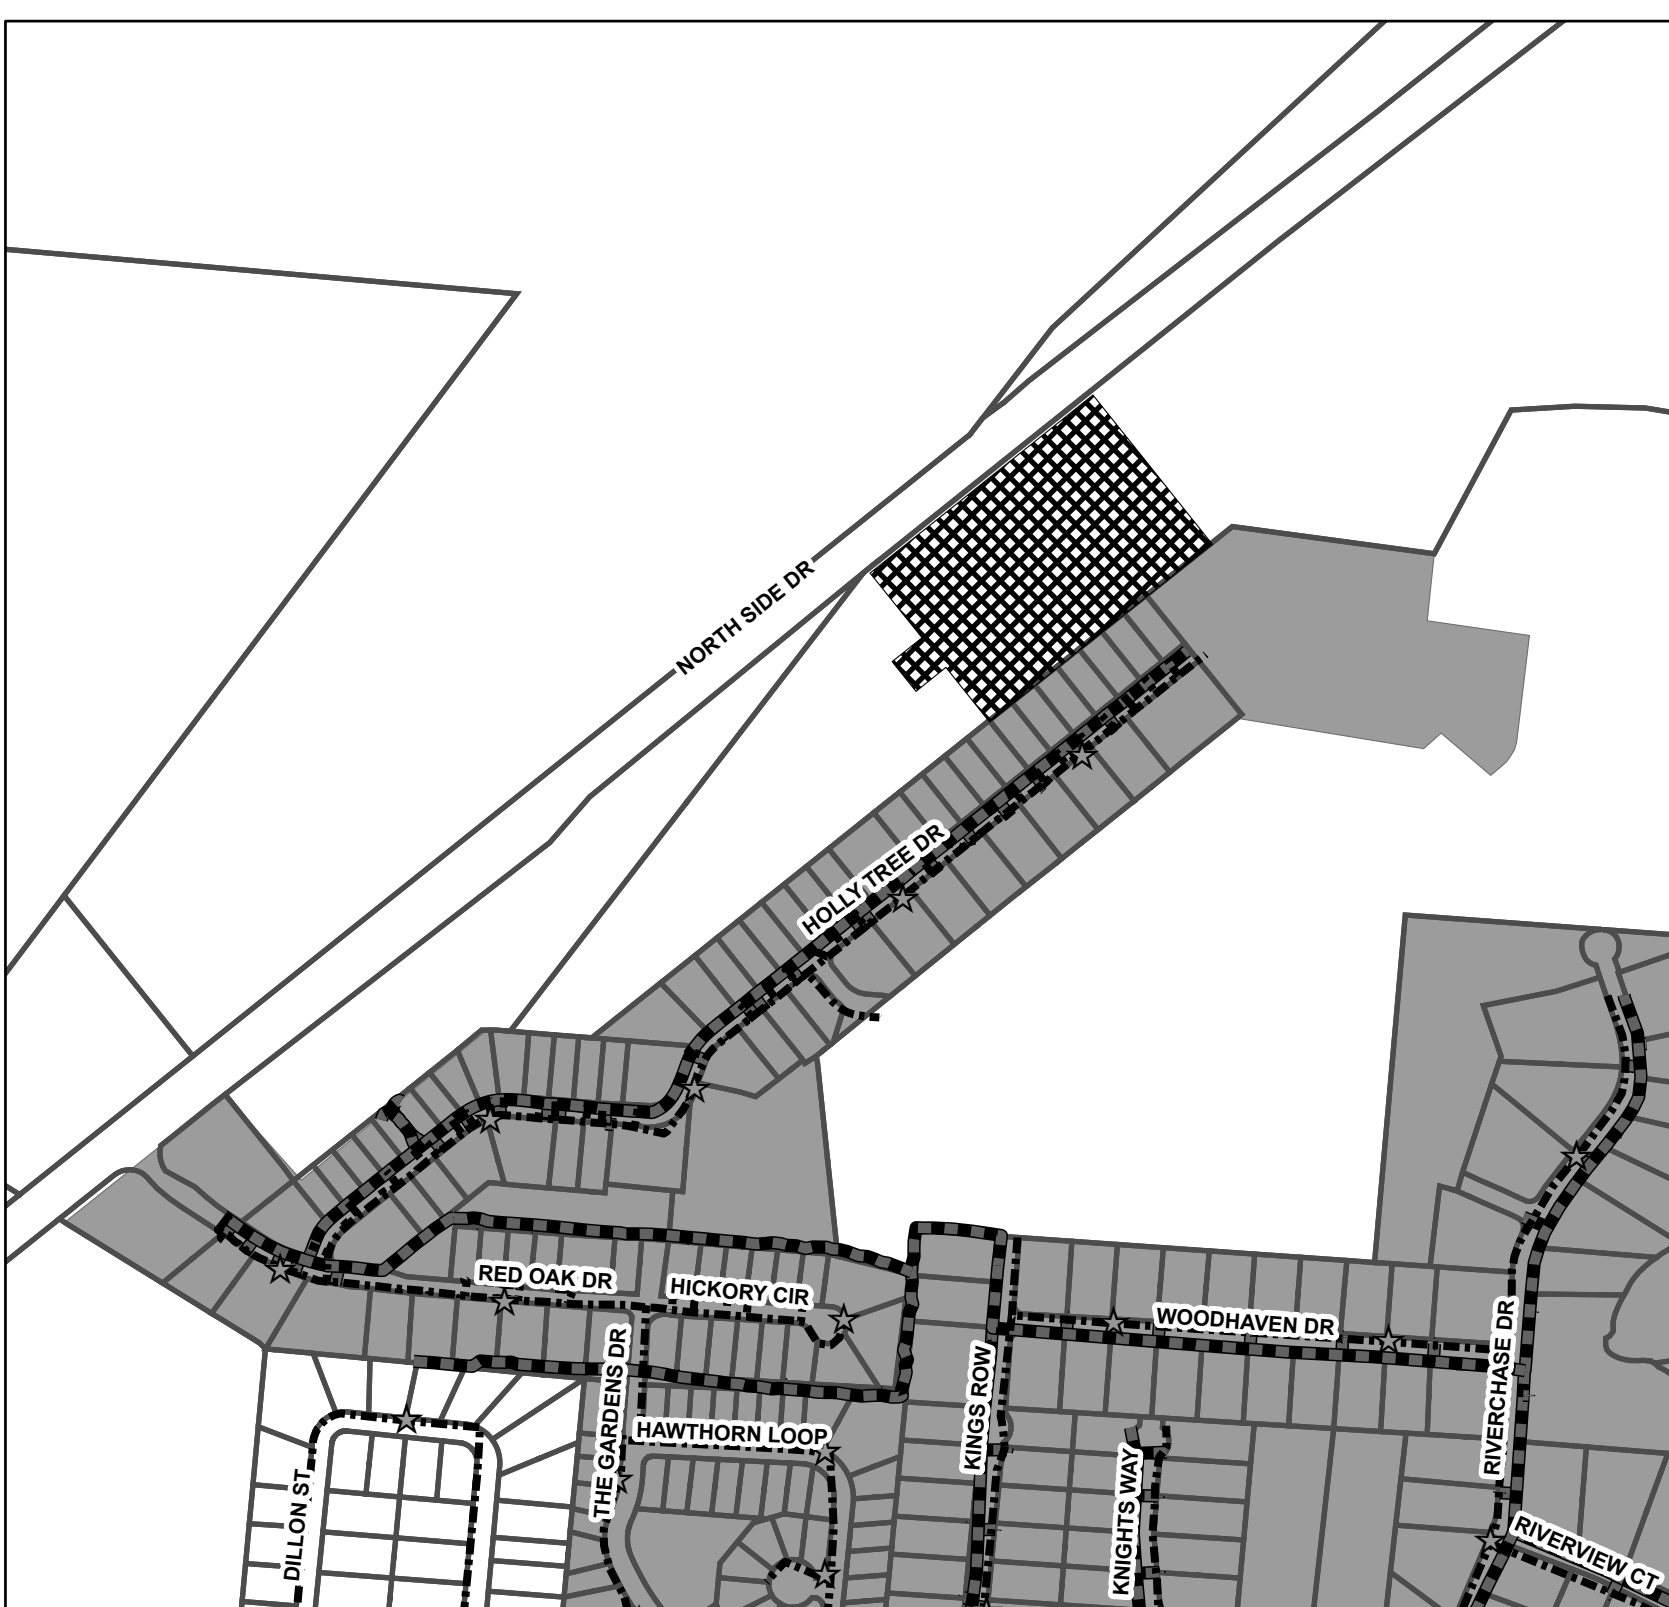 NORTH SIDE DR
HOLLY TREE DR
RED OAK DR
HICKORY CIR
WOODHAVEN DR
RIVERCHASE DR
THE GARDENS DR
KINGS ROW
HAWTHORN LOOP
KNIGHTS WAY
DILLON ST
RIVERVIEW CT